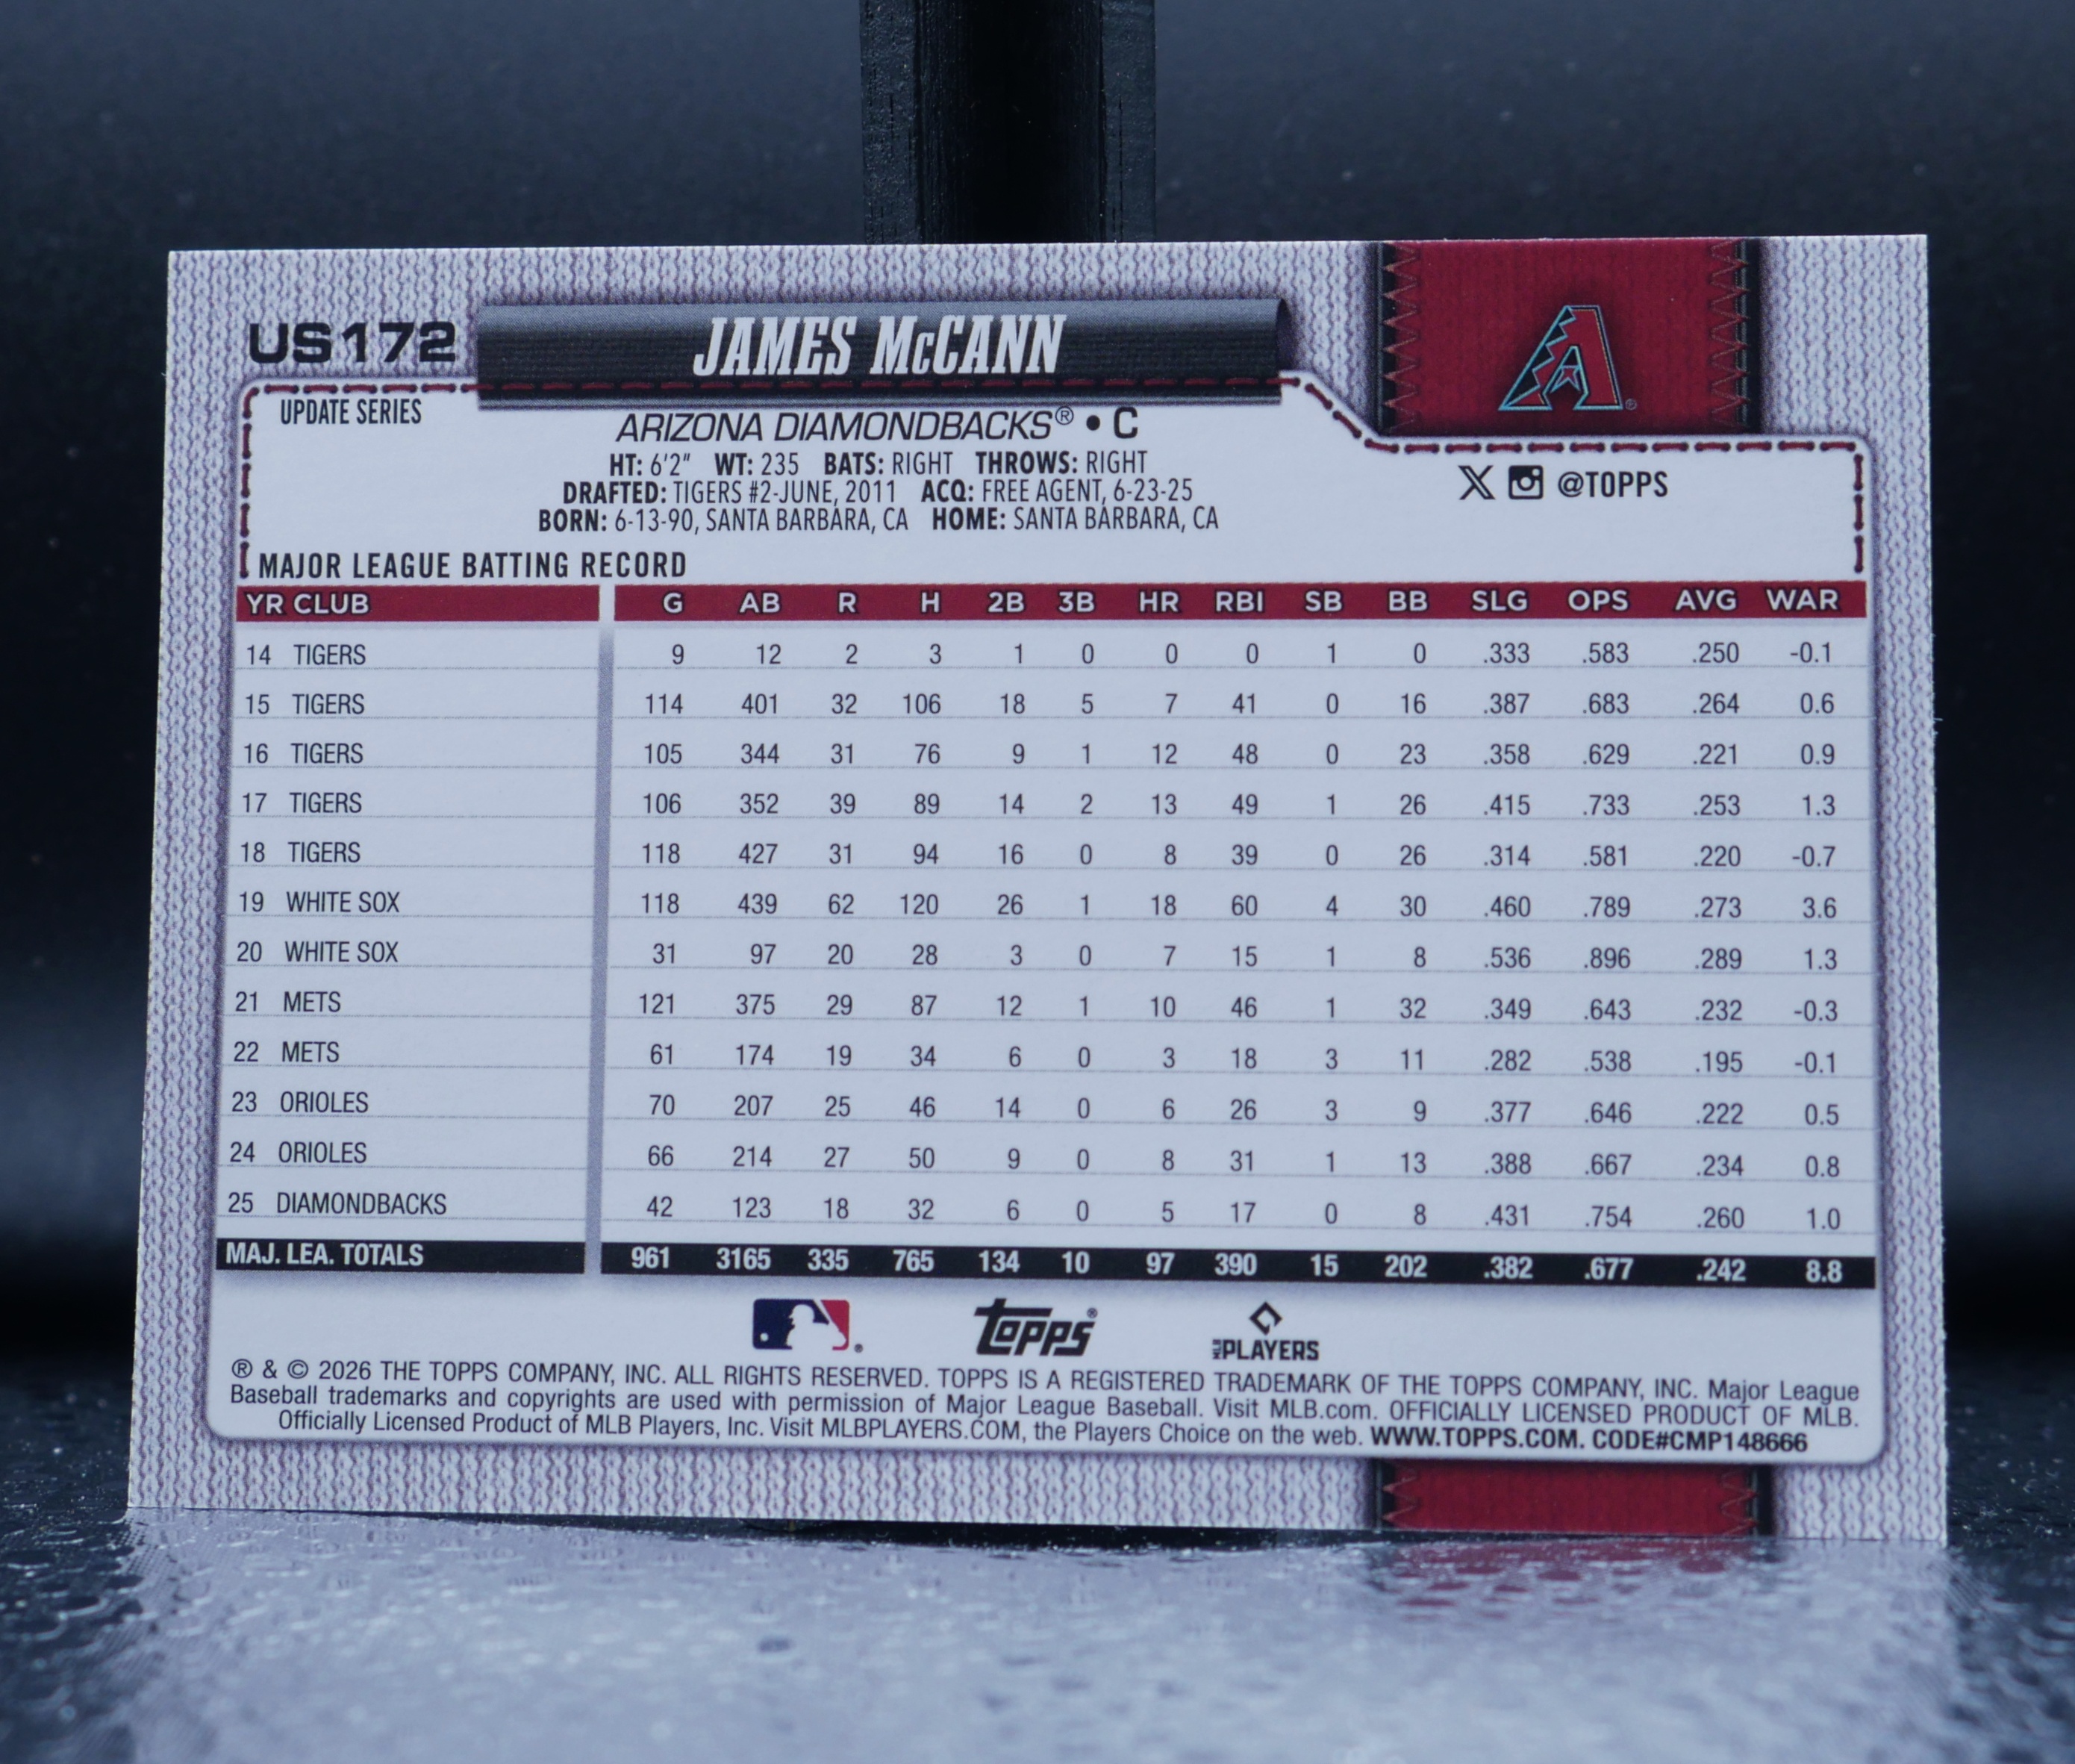 US172
JAMES McCANN
UPDATE SERIES
ARIZONA DIAMONDBACKS® • C
HT: 6'2" WT: 235 BATS: RIGHT THROWS: RIGHT
DRAFTED: TIGERS #2-JUNE, 2011 ACQ: FREE AGENT, 6-23-25
BORN: 6-13-90, SANTA BARBARA, CA HOME: SANTA BARBARA, CA
@TOPPS
MAJOR LEAGUE BATTING RECORD
YR CLUB G AB R H 2B 3B HR RBI SB BB SLG OPS AVG WAR
14 TIGERS 9 12 2 3 1 0 0 0 1 0 .333 .583 .250 -0.1
15 TIGERS 114 401 32 106 18 5 7 41 0 16 .387 .683 .264 0.6
16 TIGERS 105 344 31 76 9 1 12 48 0 23 .358 .629 .221 0.9
17 TIGERS 106 352 39 89 14 2 13 49 1 26 .415 .733 .253 1.3
18 TIGERS 118 427 31 94 16 0 8 39 0 26 .314 .581 .220 -0.7
19 WHITE SOX 118 439 62 120 26 1 18 60 4 30 .460 .789 .273 3.6
20 WHITE SOX 31 97 20 28 3 0 7 15 1 8 .536 .896 .289 1.3
21 METS 121 375 29 87 12 1 10 46 1 32 .349 .643 .232 -0.3
22 METS 61 174 19 34 6 0 3 18 3 11 .282 .538 .195 -0.1
23 ORIOLES 70 207 25 46 14 0 6 26 3 9 .377 .646 .222 0.5
24 ORIOLES 66 214 27 50 9 0 8 31 1 13 .388 .667 .234 0.8
25 DIAMONDBACKS 42 123 18 32 6 0 5 17 0 8 .431 .754 .260 1.0
MAJ. LEA. TOTALS 961 3165 335 765 134 10 97 390 15 202 .382 .677 .242 8.8
Topps® MLB PLAYERS
® & © 2026 THE TOPPS COMPANY, INC. ALL RIGHTS RESERVED. TOPPS IS A REGISTERED TRADEMARK OF THE TOPPS COMPANY, INC. Major League
Baseball trademarks and copyrights are used with permission of Major League Baseball. Visit MLB.com. OFFICIALLY LICENSED PRODUCT OF MLB.
Officially Licensed Product of MLB Players, Inc. Visit MLBPLAYERS.COM, the Players Choice on the web. WWW.TOPPS.COM. CODE#CMP148666